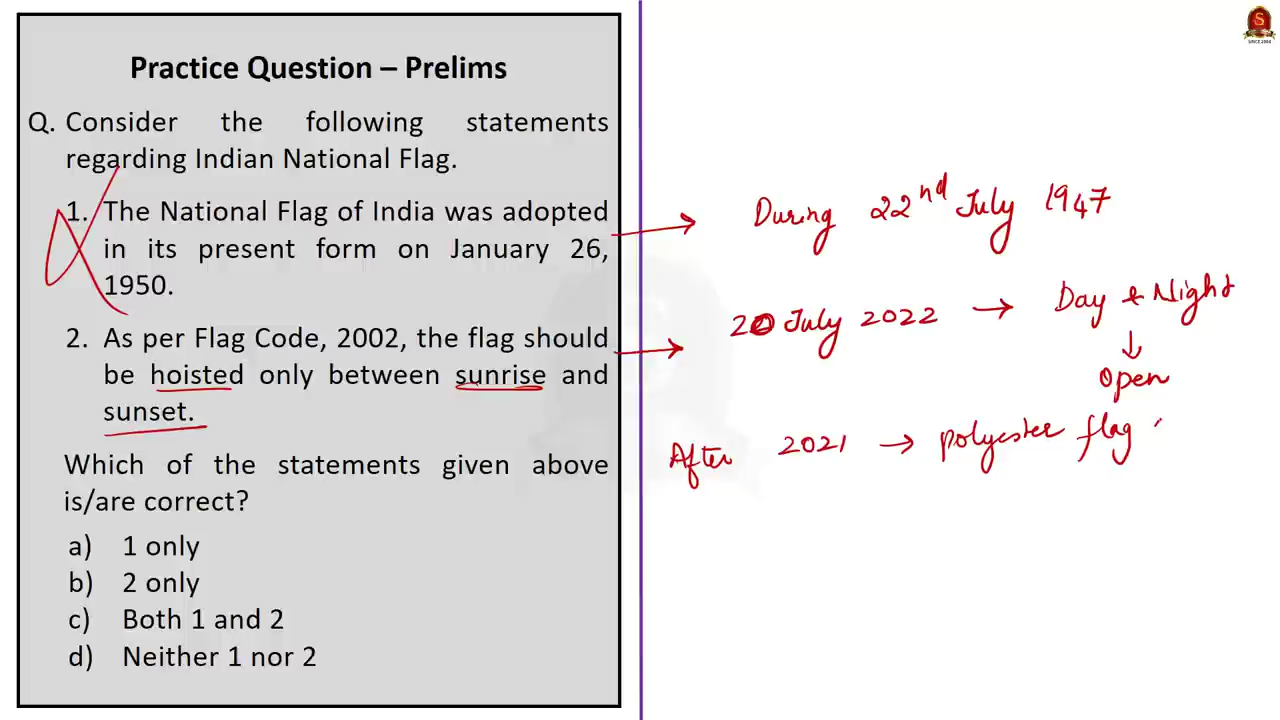 Practice Question – Prelims
Q. Consider the following statements
regarding Indian National Flag.
1. The National Flag of India was adopted
in its present form on January 26,
1950.
2. As per Flag Code, 2002, the flag should
be hoisted only between sunrise and
sunset.
Which of the statements given above
is/are correct?
a) 1 only
b) 2 only
c) Both 1 and 2
d) Neither 1 nor 2
S
SINCE 2004
During 22nd July 1947
20 July 2022 → Day & Night
↓
Open
After 2021 → polyester flag